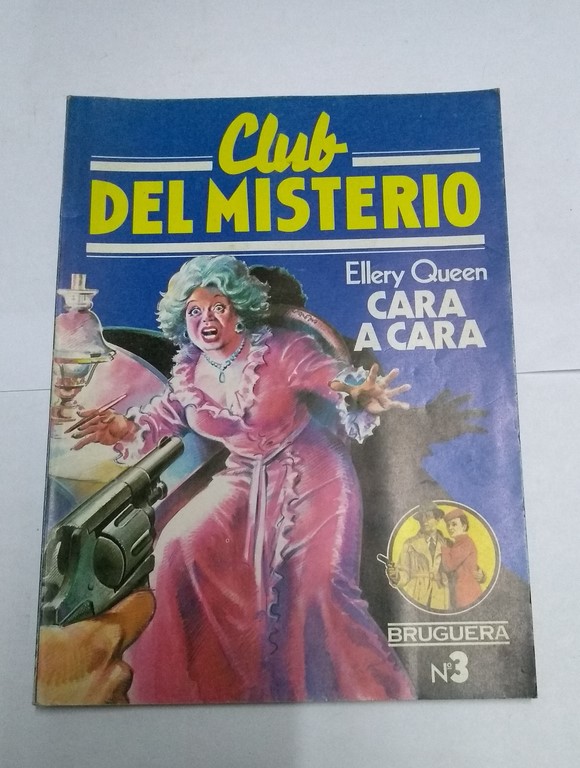 Club
DEL MISTERIO
Ellery Queen
CARA
A CARA
BRUGUERA
Nº3